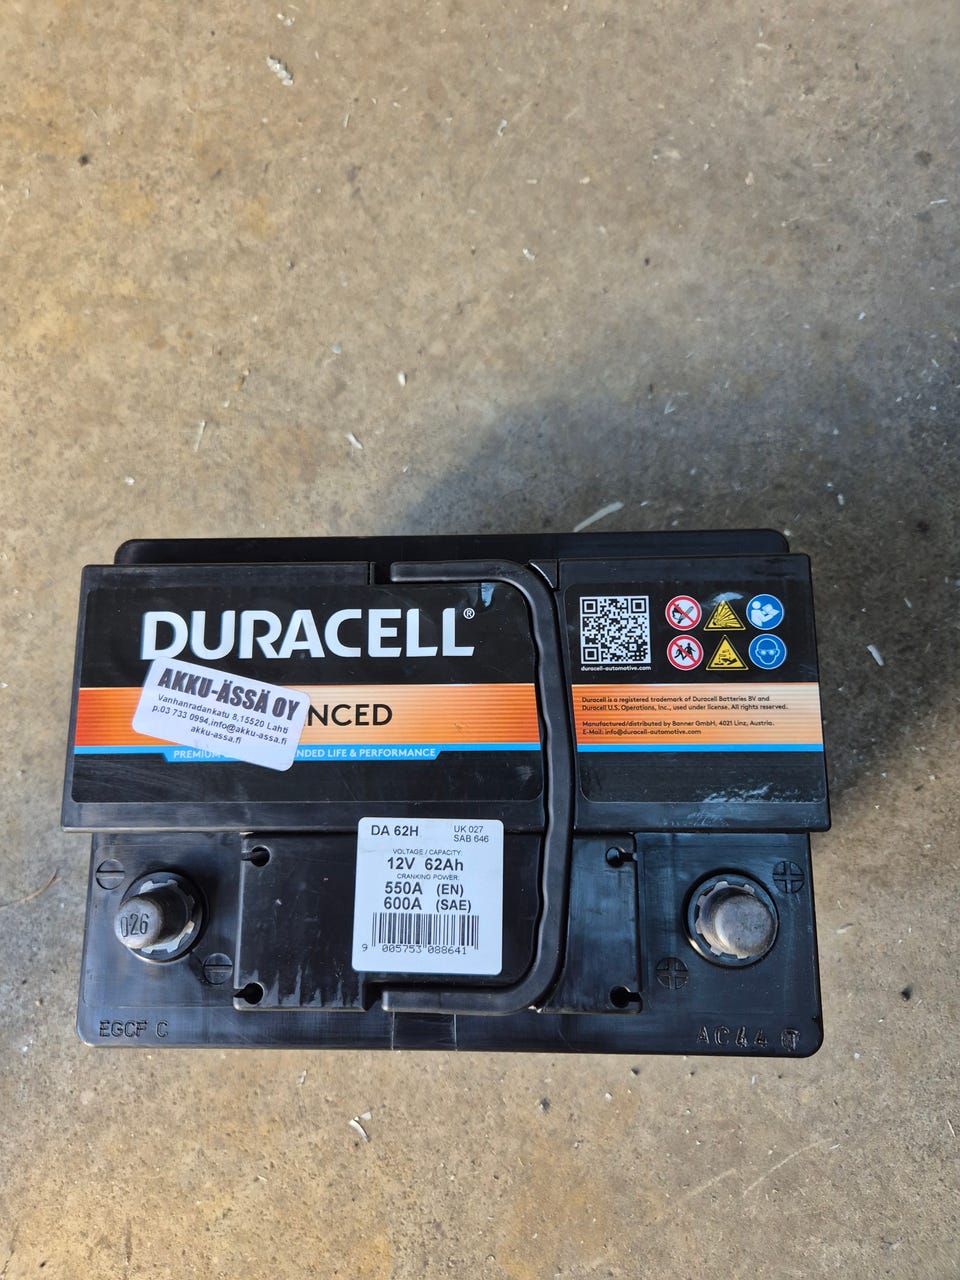 DURACELL®
AKKU-ÄSSÄ OY
Vanhanradankatu 8,15520 Lahti
p.03 733 0994,info@akku-assa.fi
akku-assa.fi
NCED
PREMIUM
NDED LIFE & PERFORMANCE
duracell-automotive.com
Duracell is a registered trademark of Duracell Batteries BV and
Duracell U.S. Operations, Inc., used under license. All rights reserved.
Manufactured/distributed by Banner GmbH, 4021 Linz, Austria.
E-Mail: info@duracell-automotive.com
DA 62H
UK 027
SAB 646
VOLTAGE / CAPACITY:
12V 62Ah
CRANKING POWER:
550A (EN)
600A (SAE)
9 005753 088641
026
EGCF C
AC44